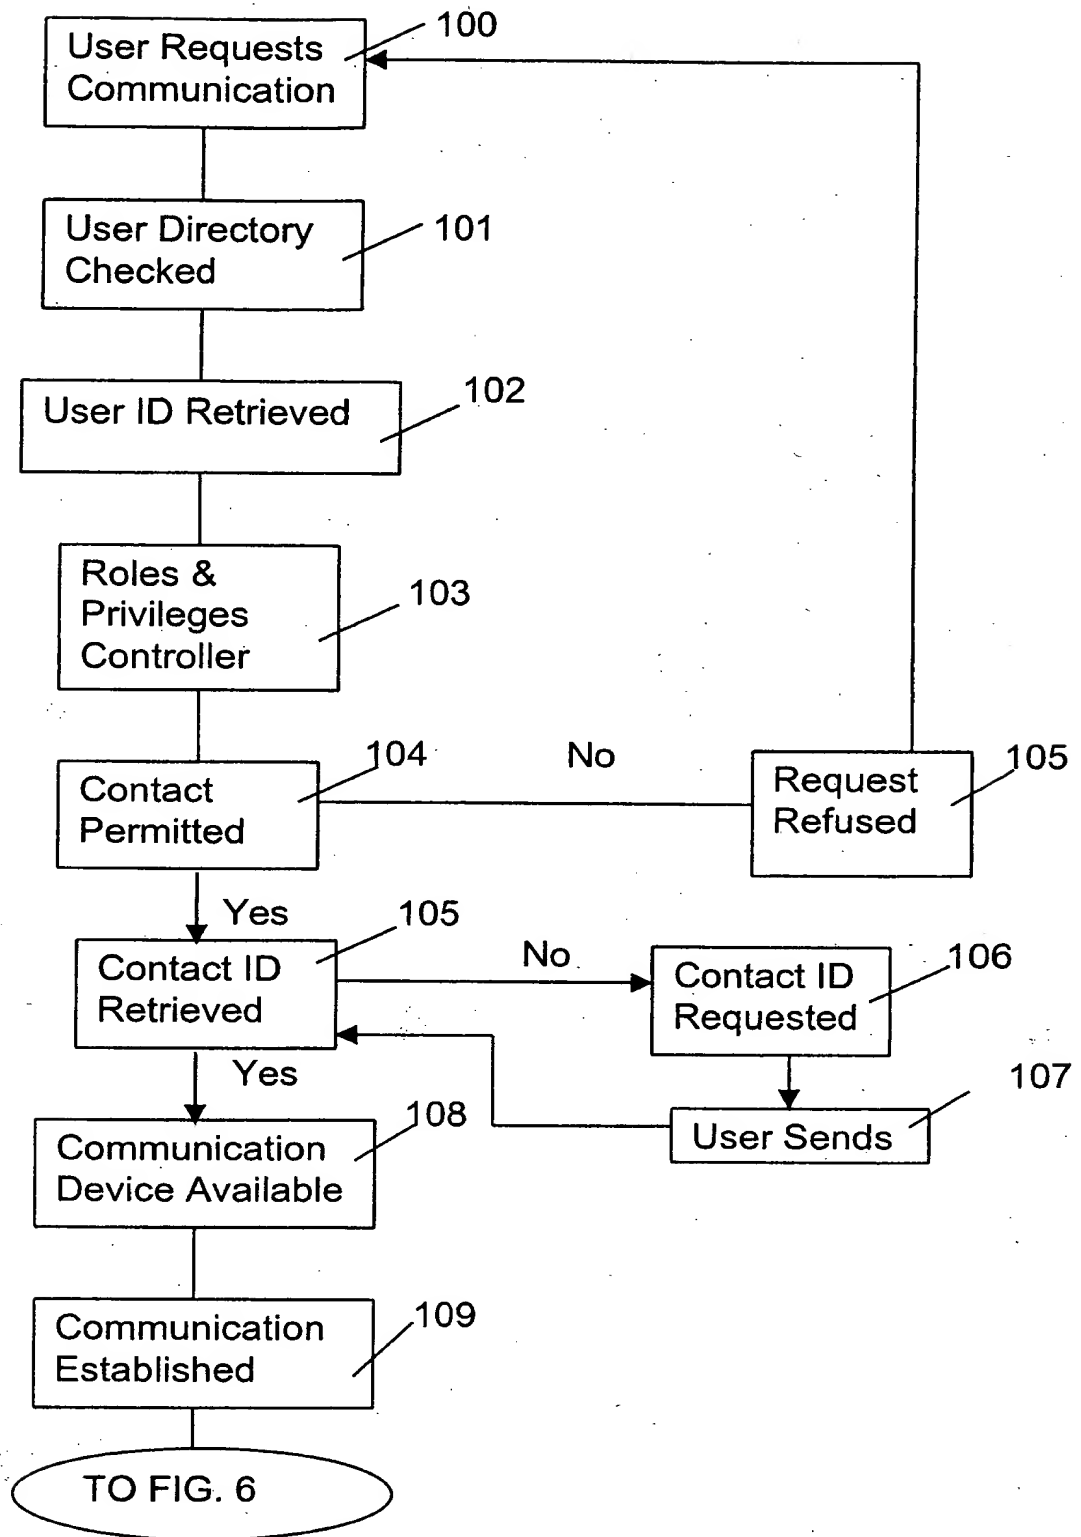 100
User Requests
Communication
101
User Directory
Checked
102
User ID Retrieved
103
Roles &
Privileges
Controller
104
Contact
Permitted
No
105
Request
Refused
Yes
105
Contact ID
Retrieved
No
106
Contact ID
Requested
Yes
107
User Sends
108
Communication
Device Available
109
Communication
Established
TO FIG. 6